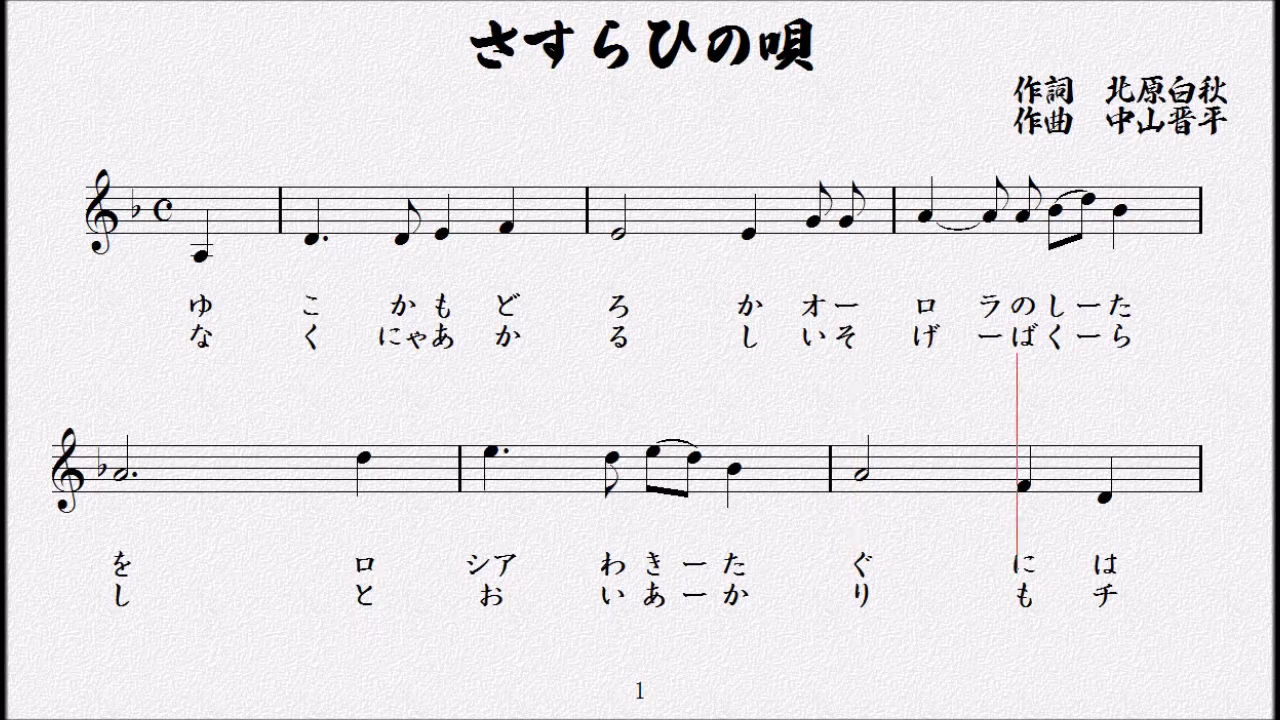 さすらひの唄
作詞　北原白秋
作曲　中山晋平
ゆ こ か も ど ろ か オ ー ロ ラ の し ー た
な く にゃ あ か る し い そ げ ー ば く ー ら
を ロ シア わ き ー た ぐ に は
し と お い あ ー か り も チ
1